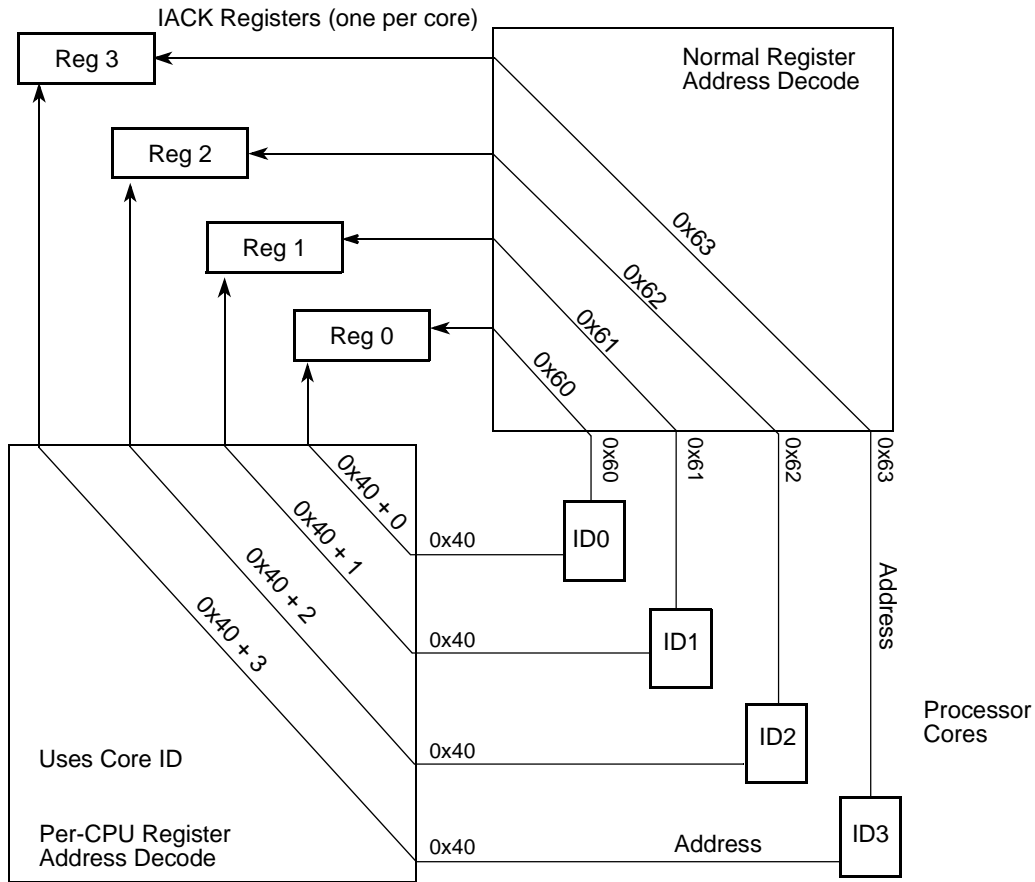 IACK Registers (one per core)
Reg 3
Normal Register
Address Decode
Reg 2
0x63
Reg 1
0x62
0x61
Reg 0
0x60
0x60
0x61
0x62
0x63
0x40 + 0
0x40
ID0
0x40 + 1
Address
0x40 + 2
0x40
ID1
0x40 + 3
Processor
Cores
0x40
ID2
Uses Core ID
Per-CPU Register
Address Decode
0x40
Address
ID3